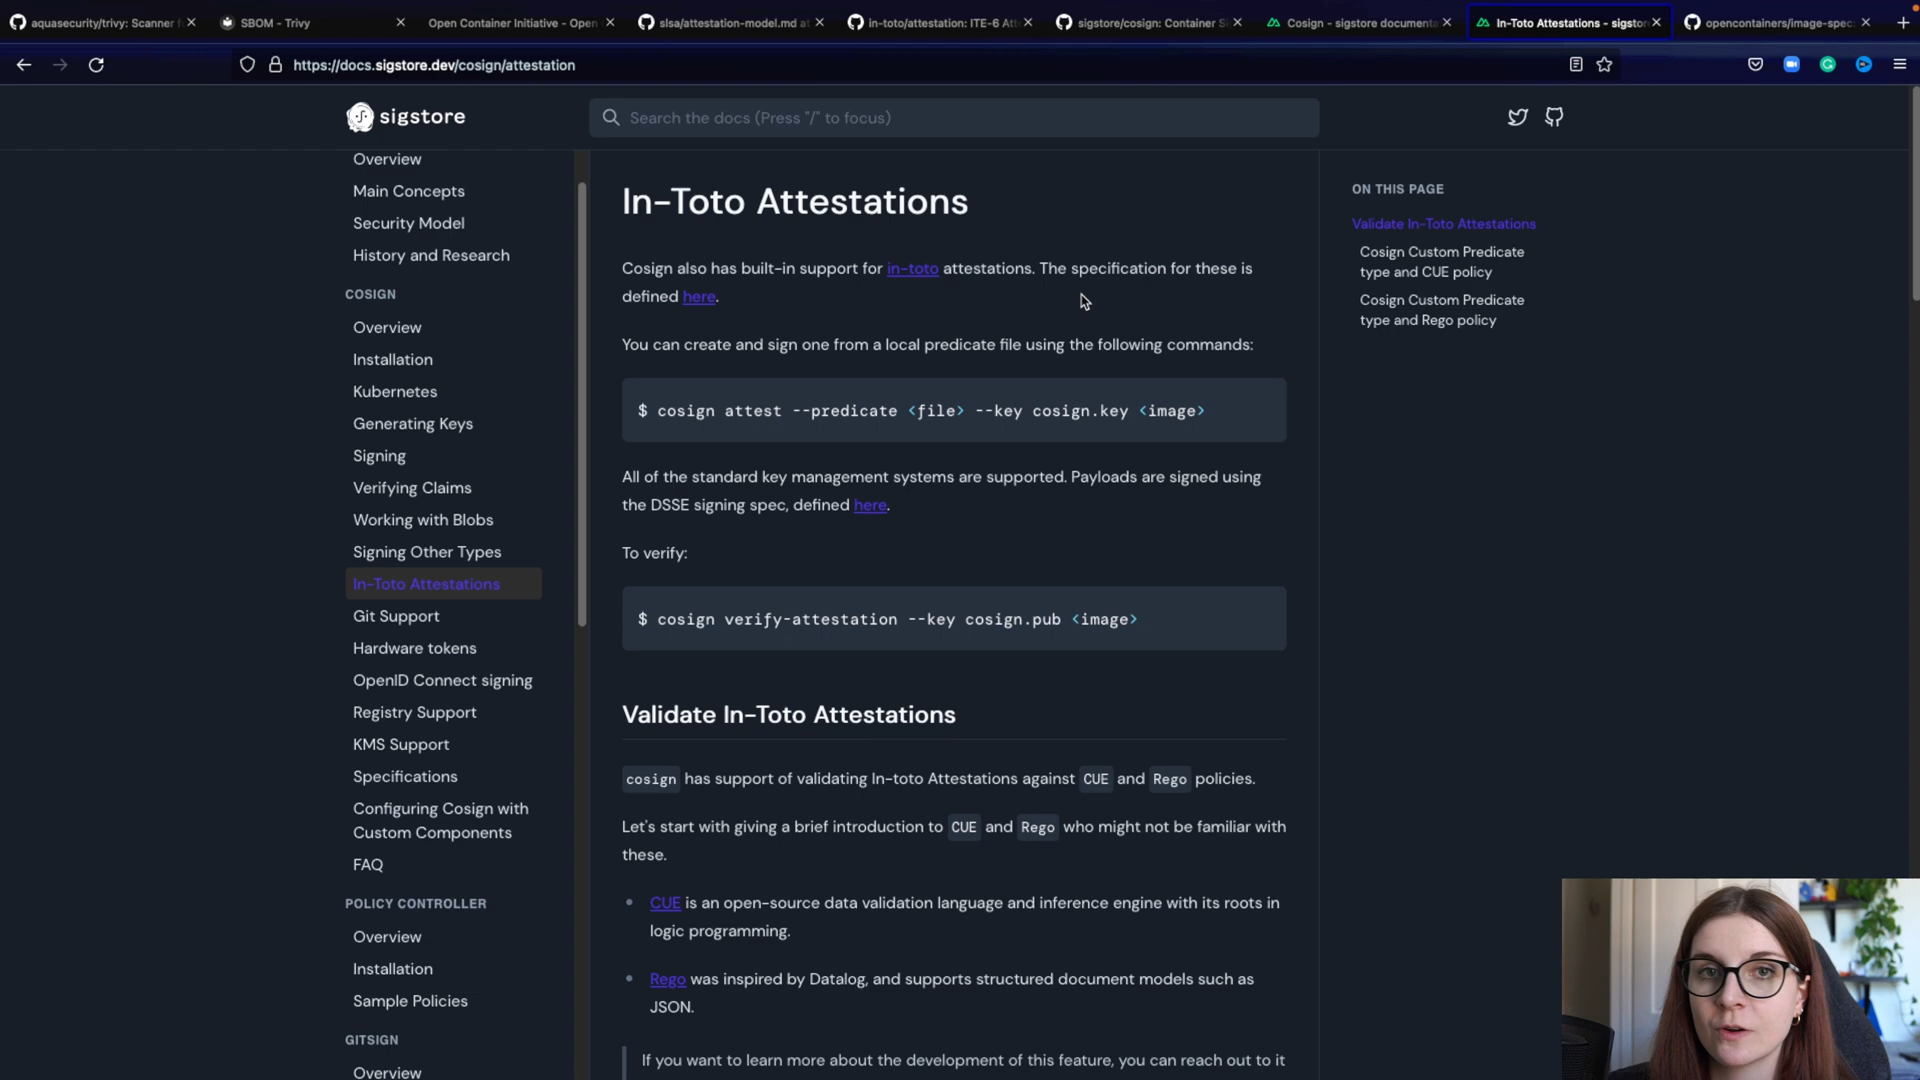 aquasecurity/trivy: Scanner f
SBOM - Trivy
Open Container Initiative - Open
slsa/attestation-model.md at
in-toto/attestation: ITE-6 Att
sigstore/cosign: Container Si
Cosign - sigstore documenta
In-Toto Attestations - sigstor
opencontainers/image-spec:
https://docs.sigstore.dev/cosign/attestation
sigstore
Search the docs (Press "/" to focus)
Overview
Main Concepts
Security Model
History and Research
COSIGN
Overview
Installation
Kubernetes
Generating Keys
Signing
Verifying Claims
Working with Blobs
Signing Other Types
In-Toto Attestations
Git Support
Hardware tokens
OpenID Connect signing
Registry Support
KMS Support
Specifications
Configuring Cosign with
Custom Components
FAQ
POLICY CONTROLLER
Overview
Installation
Sample Policies
GITSIGN
Overview
In-Toto Attestations
Cosign also has built-in support for in-toto attestations. The specification for these is
defined here.
You can create and sign one from a local predicate file using the following commands:
$ cosign attest --predicate <file> --key cosign.key <image>
All of the standard key management systems are supported. Payloads are signed using
the DSSE signing spec, defined here.
To verify:
$ cosign verify-attestation --key cosign.pub <image>
Validate In-Toto Attestations
cosign has support of validating In-toto Attestations against CUE and Rego policies.
Let's start with giving a brief introduction to CUE and Rego who might not be familiar with
these.
CUE is an open-source data validation language and inference engine with its roots in
logic programming.
Rego was inspired by Datalog, and supports structured document models such as
JSON.
If you want to learn more about the development of this feature, you can reach out to it
ON THIS PAGE
Validate In-Toto Attestations
Cosign Custom Predicate
type and CUE policy
Cosign Custom Predicate
type and Rego policy